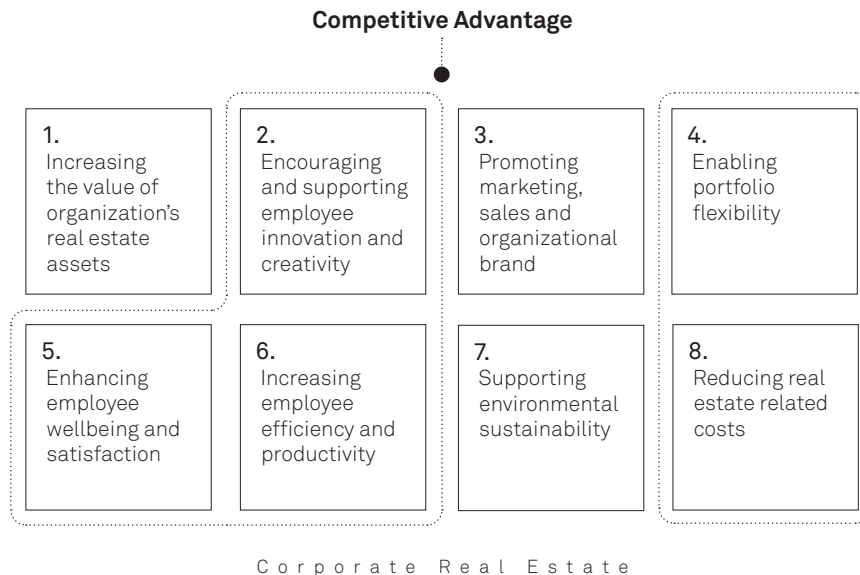 Competitive Advantage
1.
Increasing
the value of
organization's
real estate
assets
2.
Encouraging
and supporting
employee
innovation and
creativity
3.
Promoting
marketing,
sales and
organizational
brand
4.
Enabling
portfolio
flexibility
5.
Enhancing
employee
wellbeing and
satisfaction
6.
Increasing
employee
efficiency and
productivity
7.
Supporting
environmental
sustainability
8.
Reducing real
estate related
costs
Corporate Real Estate